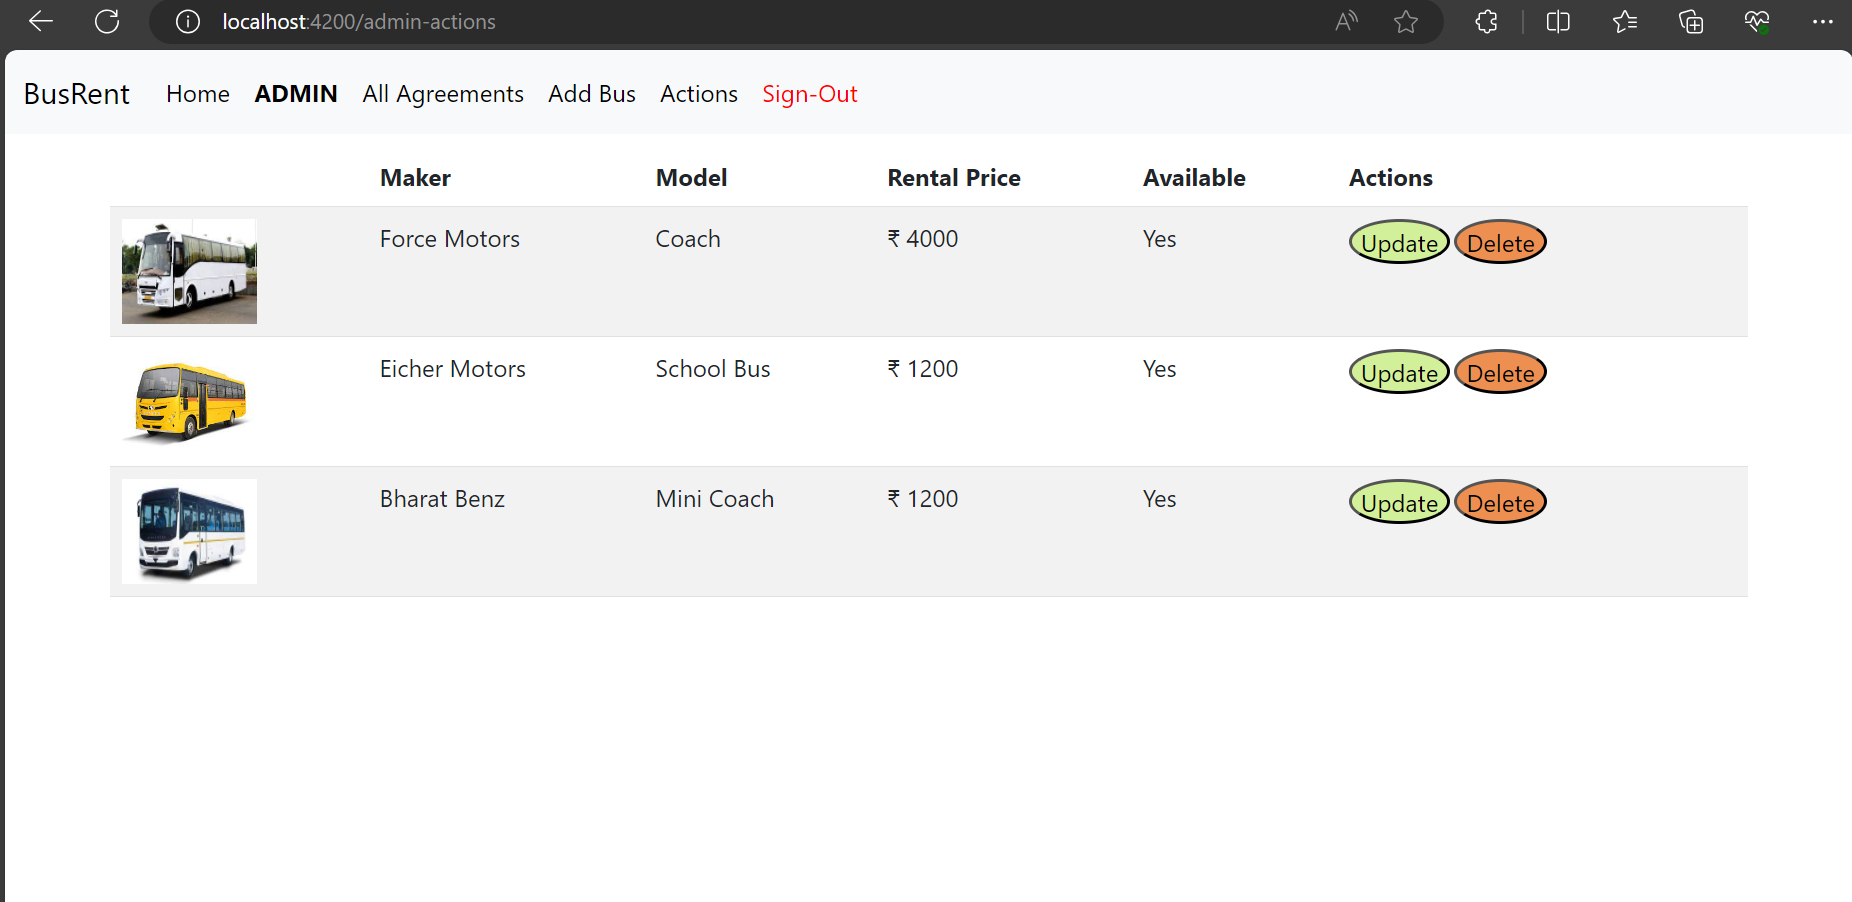 localhost:4200/admin-actions
BusRent Home ADMIN All Agreements Add Bus Actions Sign-Out
Maker Model Rental Price Available Actions
Force Motors Coach ₹ 4000 Yes Update Delete
Eicher Motors School Bus ₹ 1200 Yes Update Delete
Bharat Benz Mini Coach ₹ 1200 Yes Update Delete